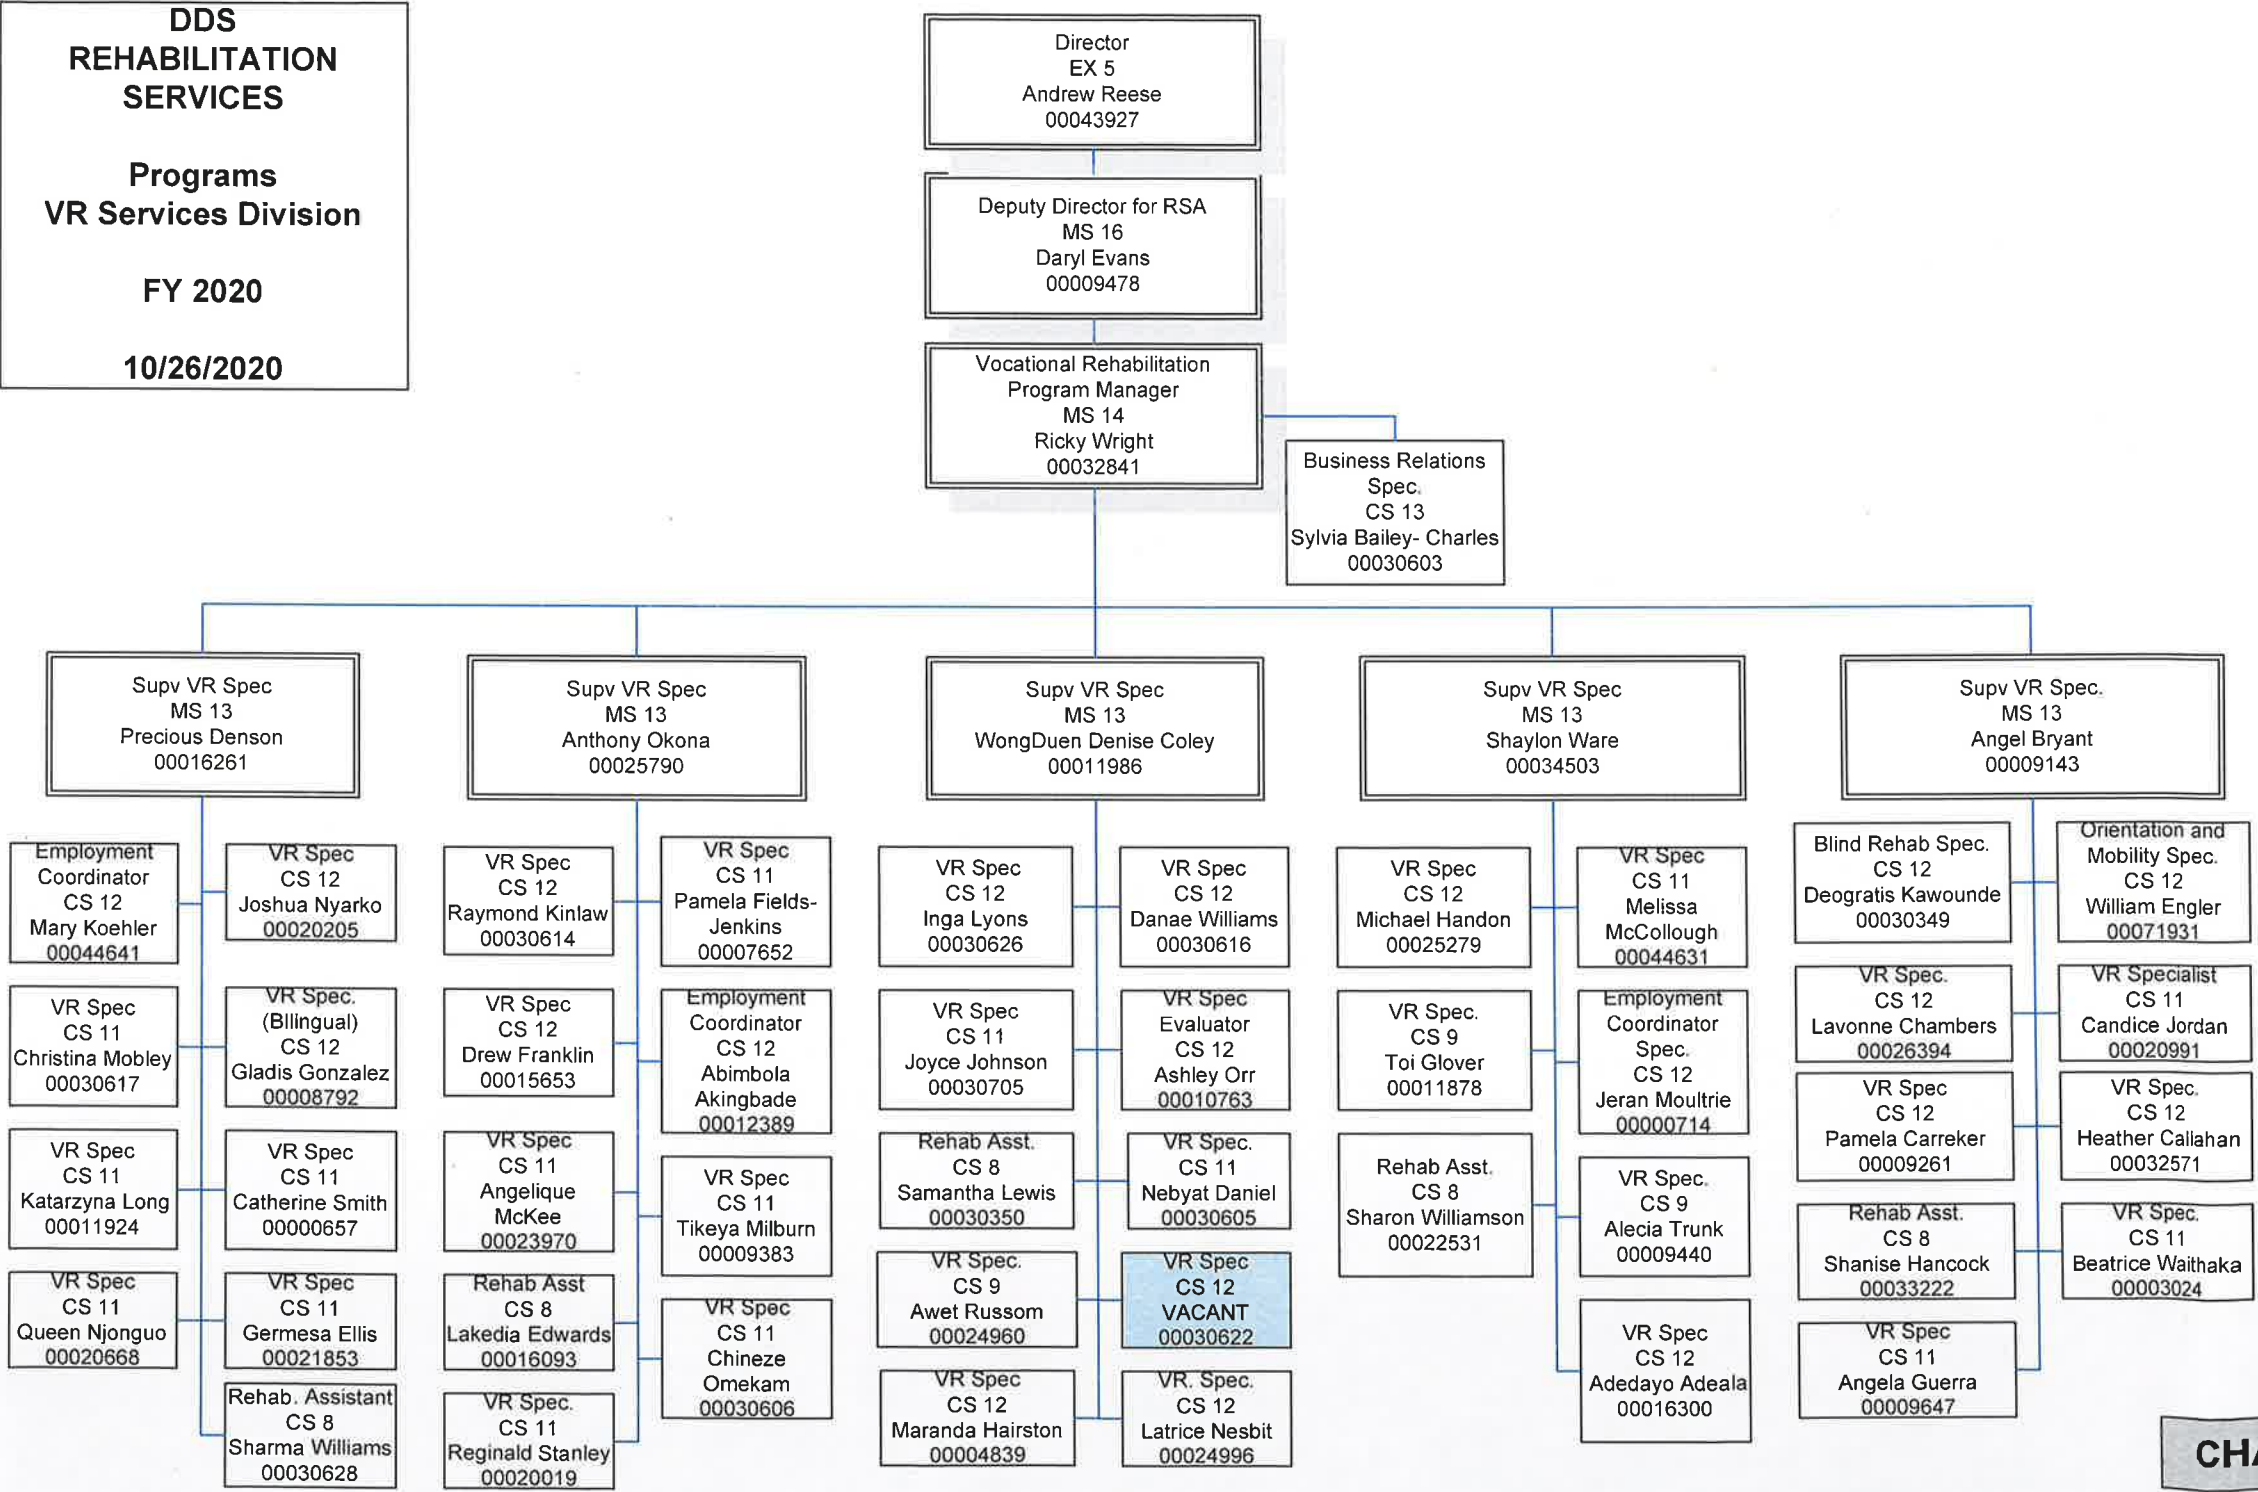 DDS
REHABILITATION
SERVICES
Programs
VR Services Division
FY 2020
10/26/2020
Director
EX 5
Andrew Reese
00043927
Deputy Director for RSA
MS 16
Daryl Evans
00009478
Vocational Rehabilitation
Program Manager
MS 14
Ricky Wright
00032841
Business Relations
Spec.
CS 13
Sylvia Bailey- Charles
00030603
Supv VR Spec
MS 13
Precious Denson
00016261
Supv VR Spec
MS 13
Anthony Okona
00025790
Supv VR Spec
MS 13
WongDuen Denise Coley
00011986
Supv VR Spec
MS 13
Shaylon Ware
00034503
Supv VR Spec.
MS 13
Angel Bryant
00009143
Employment
Coordinator
CS 12
Mary Koehler
00044641
VR Spec
CS 12
Joshua Nyarko
00020205
VR Spec
CS 11
Christina Mobley
00030617
VR Spec.
(BIlingual)
CS 12
Gladis Gonzalez
00008792
VR Spec
CS 11
Katarzyna Long
00011924
VR Spec
CS 11
Catherine Smith
00000657
VR Spec
CS 11
Queen Njonguo
00020668
VR Spec
CS 11
Germesa Ellis
00021853
Rehab. Assistant
CS 8
Sharma Williams
00030628
VR Spec
CS 12
Raymond Kinlaw
00030614
VR Spec
CS 11
Pamela Fields-
Jenkins
00007652
VR Spec
CS 12
Drew Franklin
00015653
Employment
Coordinator
CS 12
Abimbola
Akingbade
00012389
VR Spec
CS 11
Angelique
McKee
00023970
VR Spec
CS 11
Tikeya Milburn
00009383
Rehab Asst
CS 8
Lakedia Edwards
00016093
VR Spec
CS 11
Chineze
Omekam
00030606
VR Spec.
CS 11
Reginald Stanley
00020019
VR Spec
CS 12
Inga Lyons
00030626
VR Spec
CS 12
Danae Williams
00030616
VR Spec
CS 11
Joyce Johnson
00030705
VR Spec
Evaluator
CS 12
Ashley Orr
00010763
Rehab Asst.
CS 8
Samantha Lewis
00030350
VR Spec.
CS 11
Nebyat Daniel
00030605
VR Spec.
CS 9
Awet Russom
00024960
VR Spec
CS 12
VACANT
00030622
VR Spec
CS 12
Maranda Hairston
00004839
VR. Spec.
CS 12
Latrice Nesbit
00024996
VR Spec
CS 12
Michael Handon
00025279
VR Spec
CS 11
Melissa
McCollough
00044631
VR Spec.
CS 9
Toi Glover
00011878
Employment
Coordinator
Spec.
CS 12
Jeran Moultrie
00000714
Rehab Asst.
CS 8
Sharon Williamson
00022531
VR Spec.
CS 9
Alecia Trunk
00009440
VR Spec
CS 12
Adedayo Adeala
00016300
Blind Rehab Spec.
CS 12
Deogratis Kawounde
00030349
Orientation and
Mobility Spec.
CS 12
William Engler
00071931
VR Spec.
CS 12
Lavonne Chambers
00026394
VR Specialist
CS 11
Candice Jordan
00020991
VR Spec
CS 12
Pamela Carreker
00009261
VR Spec.
CS 12
Heather Callahan
00032571
Rehab Asst.
CS 8
Shanise Hancock
00033222
VR Spec.
CS 11
Beatrice Waithaka
00003024
VR Spec
CS 11
Angela Guerra
00009647